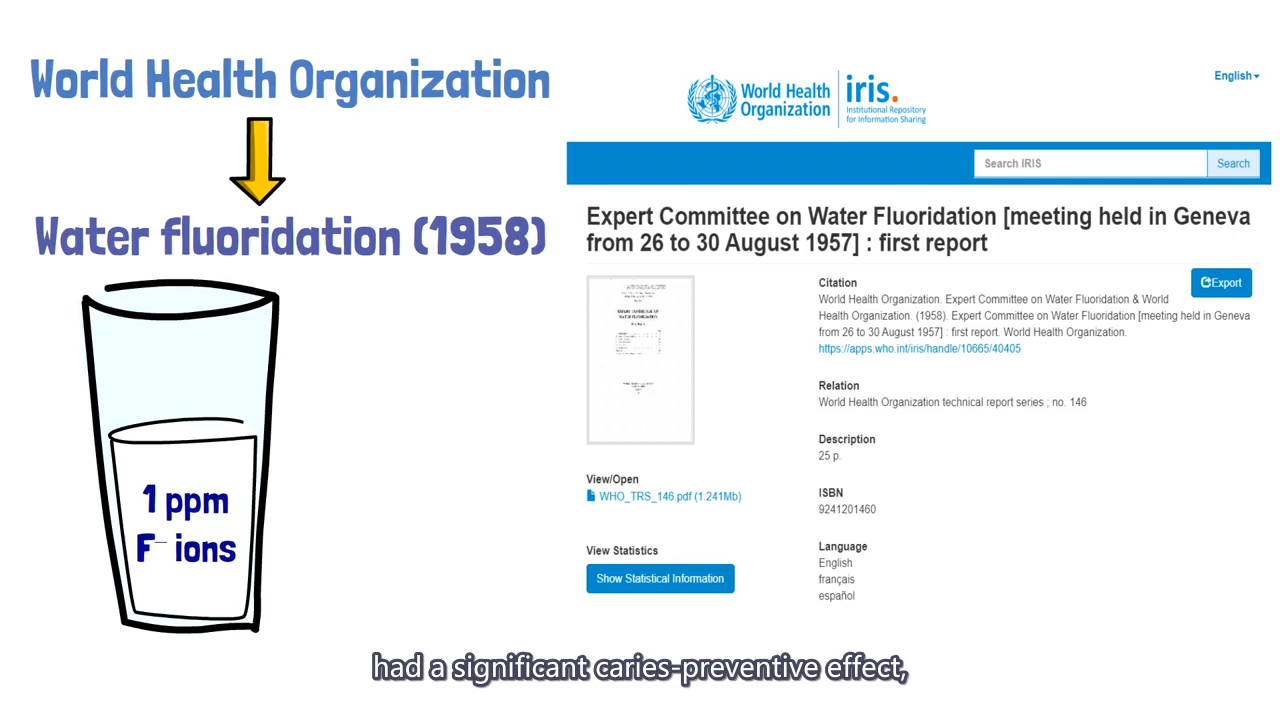 World Health Organization
Water fluoridation (1958)
1 ppm
F⁻ ions
World Health
Organization
iris.
Institutional Repository
for Information Sharing
English
Search IRIS
Search
Expert Committee on Water Fluoridation [meeting held in Geneva
from 26 to 30 August 1957] : first report
View/Open
WHO_TRS_146.pdf (1.241Mb)
View Statistics
Show Statistical Information
Citation
Export
World Health Organization. Expert Committee on Water Fluoridation & World
Health Organization. (1958). Expert Committee on Water Fluoridation [meeting held in Geneva
from 26 to 30 August 1957] : first report. World Health Organization.
https://apps.who.int/iris/handle/10665/40405
Relation
World Health Organization technical report series ; no. 146
Description
25 p.
ISBN
9241201460
Language
English
français
español
had a significant caries-preventive effect,